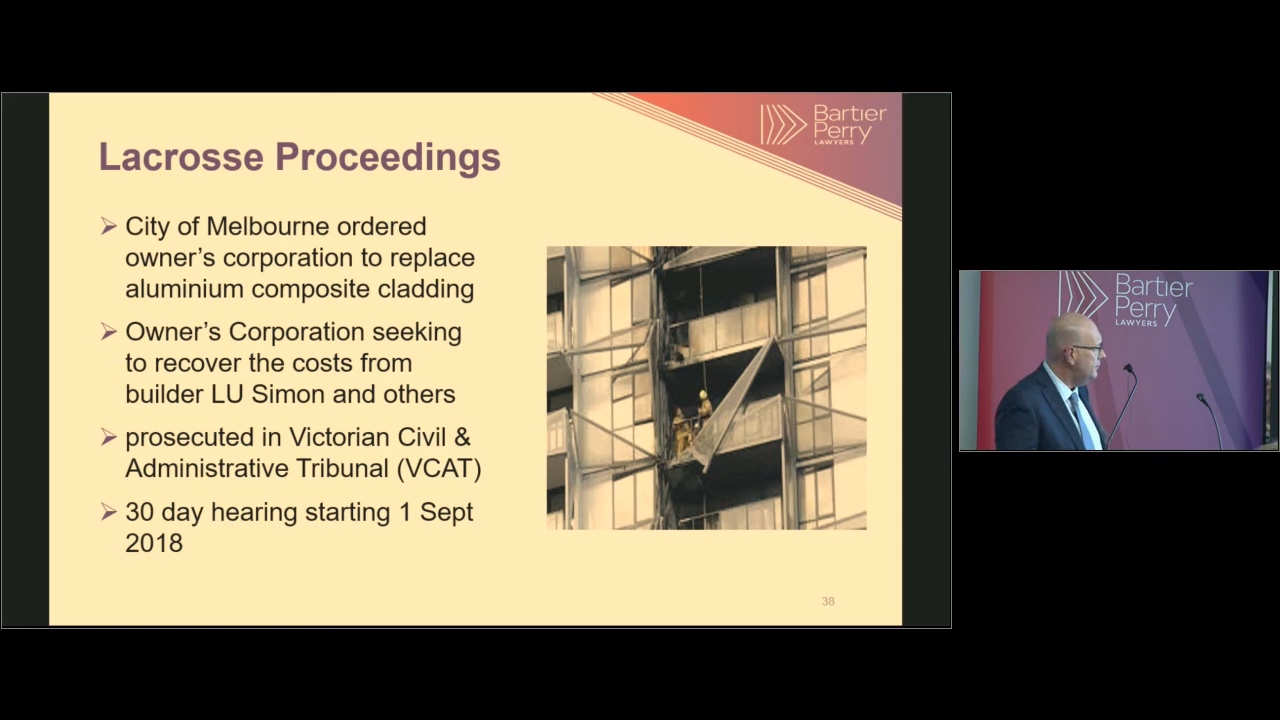 Bartier
Perry
LAWYERS
Lacrosse Proceedings
City of Melbourne ordered
owner’s corporation to replace
aluminium composite cladding
Owner’s Corporation seeking
to recover the costs from
builder LU Simon and others
prosecuted in Victorian Civil &
Administrative Tribunal (VCAT)
30 day hearing starting 1 Sept
2018
38
Bartier
Perry
LAWYERS